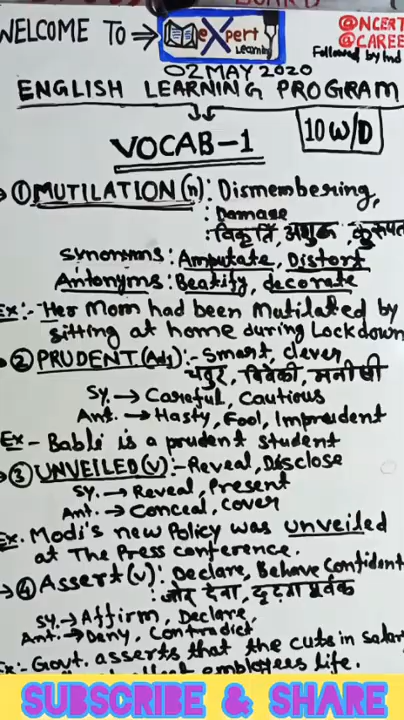 WELCOME TO → eXpert Learning
@NCERT
@CAREE
Followed by Ind
02 MAY 2020
ENGLISH LEARNING PROGRAM
VOCAB-1
10 W/D
① MUTILATION (n): Dismembering,
: Damage
: विकृति, अशुद्ध, कुरूपता
Synonyms: Amputate, Distort
Antonyms: Beatify, decorate
Ex:- Her Mom had been Mutilated by
sitting at home during Lockdown
② PRUDENT (Adj):- Smart, clever
चतुर, विवेकी, मनीषी
Sy. → Careful, Cautious
Ant. → Hasty, Fool, Imprudent
Ex - Babli is a prudent student
③ UNVEILED (V):- Reveal, Disclose
Sy. → Reveal, Present
Ant. → Conceal, Cover
Ex. Modi's new Policy was unveiled
at The Press conference.
→ ④ Assert (V): Declare, Behave Confident
: जोर देना, दृढ़ता पूर्वक
Sy. → Affirm, Declare,
Ant. → Deny, Contradict
Ex:- Govt. asserts that the cuts in salar
employees life.
SUBSCRIBE & SHARE